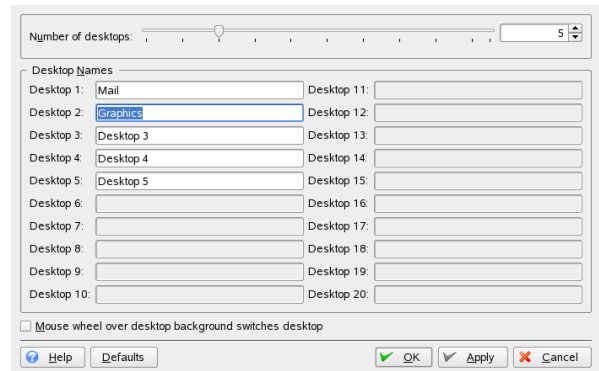 Number of desktops: 5
Desktop Names
Desktop 1: Mail Desktop 11:
Desktop 2: Graphics Desktop 12:
Desktop 3: Desktop 3 Desktop 13:
Desktop 4: Desktop 4 Desktop 14:
Desktop 5: Desktop 5 Desktop 15:
Desktop 6: Desktop 16:
Desktop 7: Desktop 17:
Desktop 8: Desktop 18:
Desktop 9: Desktop 19:
Desktop 10: Desktop 20:
Mouse wheel over desktop background switches desktop
Help Defaults OK Apply Cancel